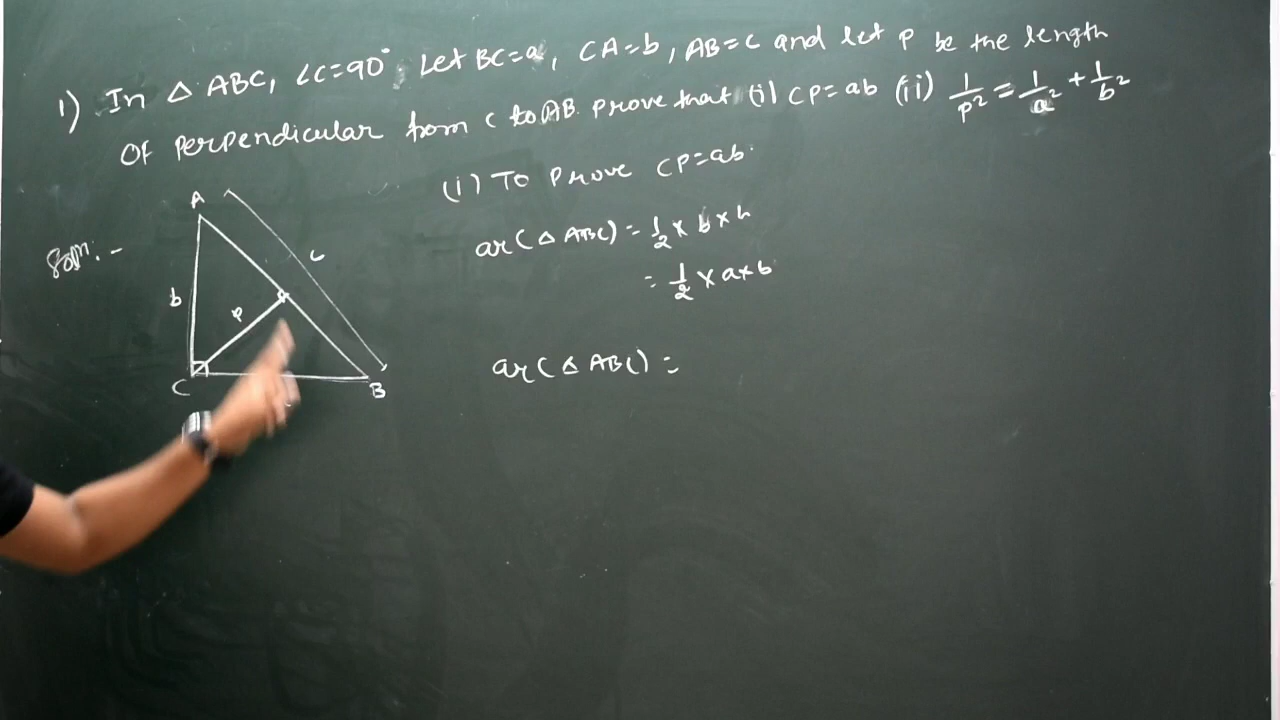 1) In △ ABC, ∠C=90° Let BC=a, CA=b, AB=c and let p be the length
Of perpendicular from C to AB. prove that (i) CP=ab (ii) 1/p² = 1/a² + 1/b²
(i) To prove cp=ab.
A
Soln:-
ar(△ ABC) = 1/2 × b × h
c
= 1/2 × a × b
b
p
ar(△ ABC) =
C
B